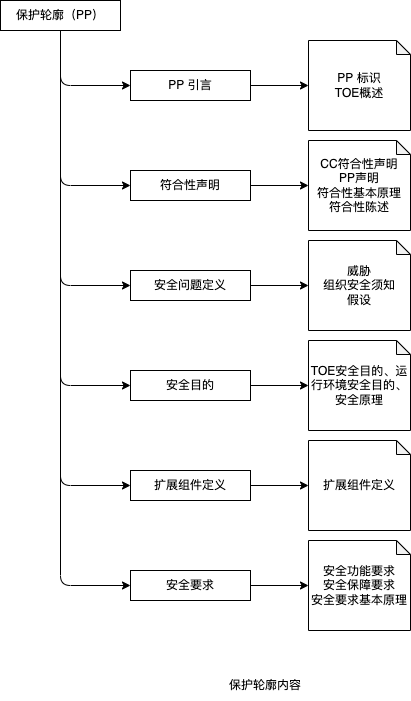 保护轮廓（PP）
PP 引言
PP 标识
TOE概述
符合性声明
CC符合性声明
PP声明
符合性基本原理
符合性陈述
安全问题定义
威胁
组织安全须知
假设
安全目的
TOE安全目的、运
行环境安全目的、
安全原理
扩展组件定义
扩展组件定义
安全要求
安全功能要求
安全保障要求
安全要求基本原理
保护轮廓内容